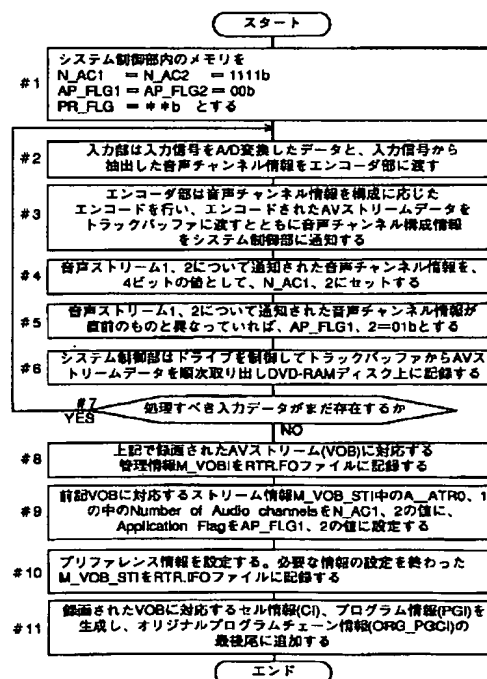 スタート
#1
システム制御部内のメモリを
N_AC1 = N_AC2 = 1111b
AP_FLG1 = AP_FLG2 = 00b
PR_FLG = **b とする
#2
入力部は入力信号をA/D変換したデータと、入力信号から
抽出した音声チャンネル情報をエンコーダ部に渡す
#3
エンコーダ部は音声チャンネル情報を構成に応じた
エンコードを行い、エンコードされたAVストリームデータを
トラックバッファに渡すとともに音声チャンネル構成情報
をシステム制御部に通知する
#4
音声ストリーム1、2について通知された音声チャンネル情報を、
4ビットの値として、N_AC1、2にセットする
#5
音声ストリーム1、2について通知された音声チャンネル情報が
直前のものと異なっていれば、AP_FLG1、2=01bとする
#6
システム制御部はドライブを制御してトラックバッファからAVス
トリームデータを順次取り出しDVD-RAMディスク上に記録する
#7
処理すべき入力データがまだ存在するか
YES
NO
#8
上記で録画されたAVストリーム(VOB)に対応する
管理情報M_VOBIをRTR.IFOファイルに記録する
#9
前記VOBに対応するストリーム情報M_VOB_STI中のA_ATR0、1
の中のNumber of Audio channelsをN_AC1、2の値に、
Application FlagをAP_FLG1、2の値に設定する
#10
プリファレンス情報を設定する。必要な情報の設定を終わった
M_VOB_STIをRTR.IFOファイルに記録する
#11
録画されたVOBに対応するセル情報(CI)、プログラム情報(PGI)を
生成し、オリジナルプログラムチェーン情報(ORG_PGCI)の
最後尾に追加する
エンド